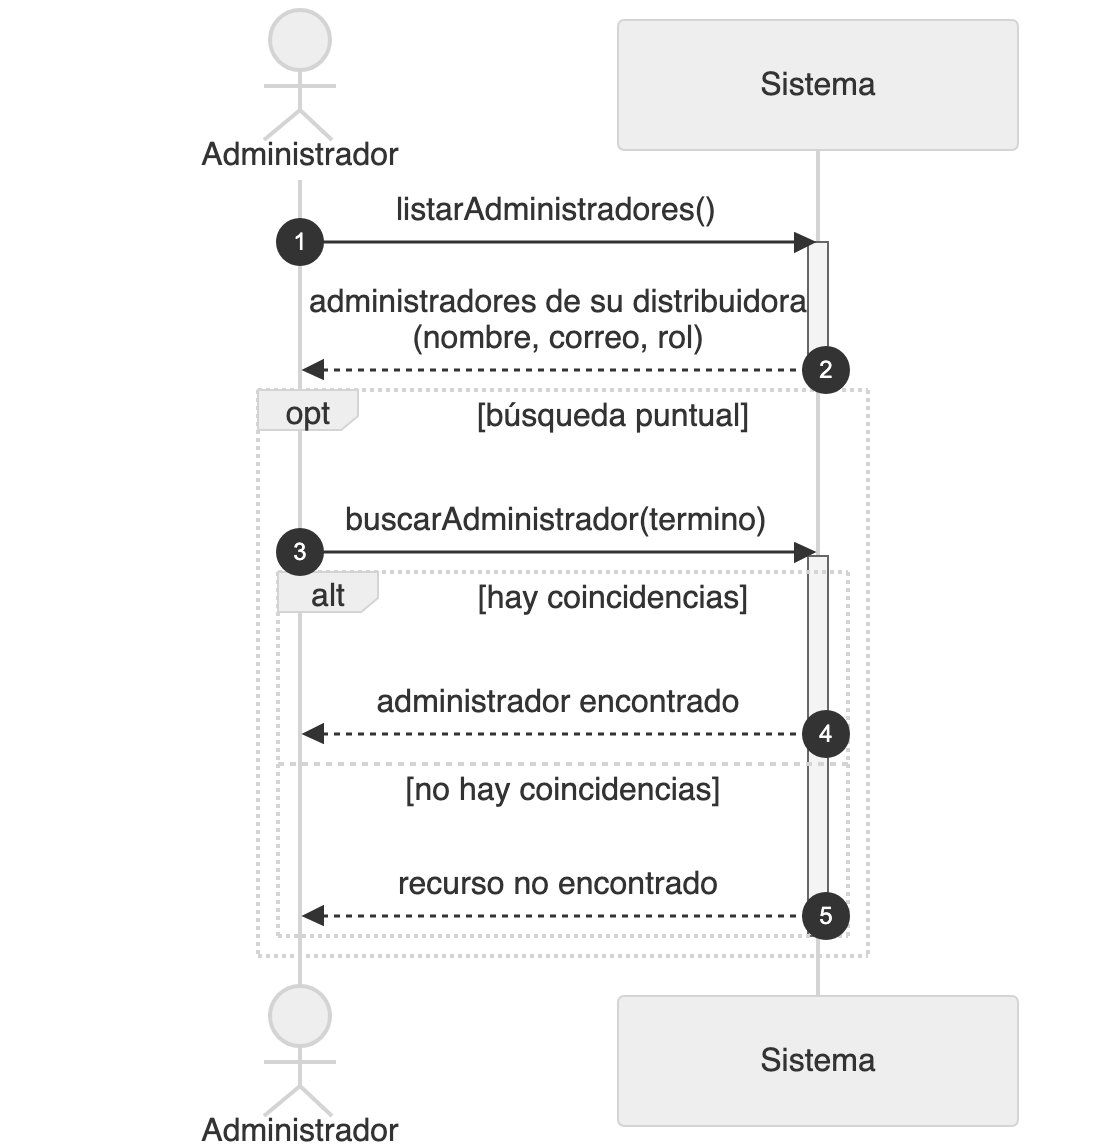 Administrador
Sistema
listarAdministradores()
1
administradores de su distribuidora
(nombre, correo, rol)
2
opt
[búsqueda puntual]
buscarAdministrador(termino)
3
alt
[hay coincidencias]
administrador encontrado
4
[no hay coincidencias]
recurso no encontrado
5
Administrador
Sistema